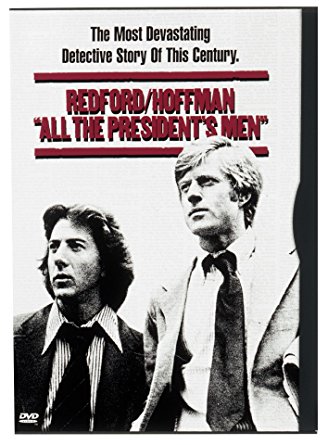 The Most Devastating
Detective Story Of This Century.
REDFORD/HOFFMAN
"ALL THE PRESIDENT'S MEN"
DVD